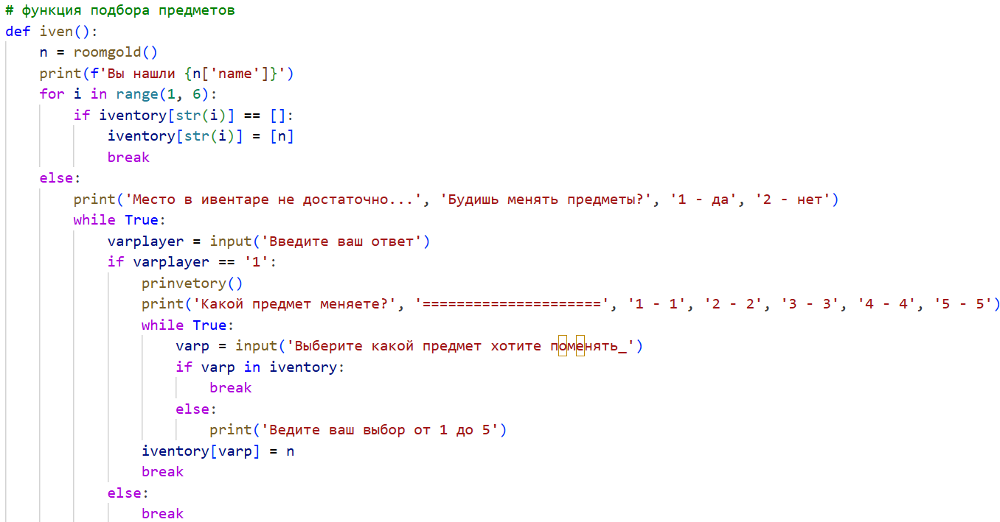 # функция подбора предметов
def iven():
    n = roomgold()
    print(f'Вы нашли {n['name']}')
    for i in range(1, 6):
        if iventory[str(i)] == []:
            iventory[str(i)] = [n]
            break
    else:
        print('Место в ивентаре не достаточно...', 'Будишь менять предметы?', '1 - да', '2 - нет')
        while True:
            varplayer = input('Введите ваш ответ')
            if varplayer == '1':
                prinvetory()
                print('Какой предмет меняете?', '=====================', '1 - 1', '2 - 2', '3 - 3', '4 - 4', '5 - 5')
                while True:
                    varp = input('Выберите какой предмет хотите поменять_')
                    if varp in iventory:
                        break
                    else:
                        print('Ведите ваш выбор от 1 до 5')
                iventory[varp] = n
                break
            else:
                break